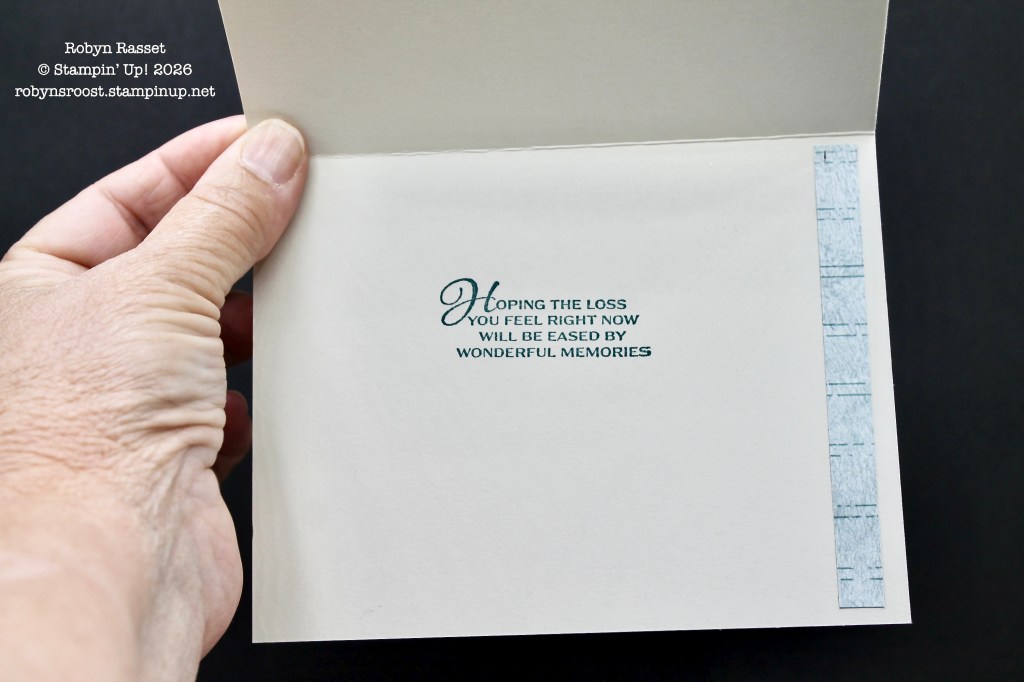 Robyn Rasset
© Stampin' Up! 2026
robynsroost.stampinup.net
Hoping the loss
you feel right now
will be eased by
wonderful memories